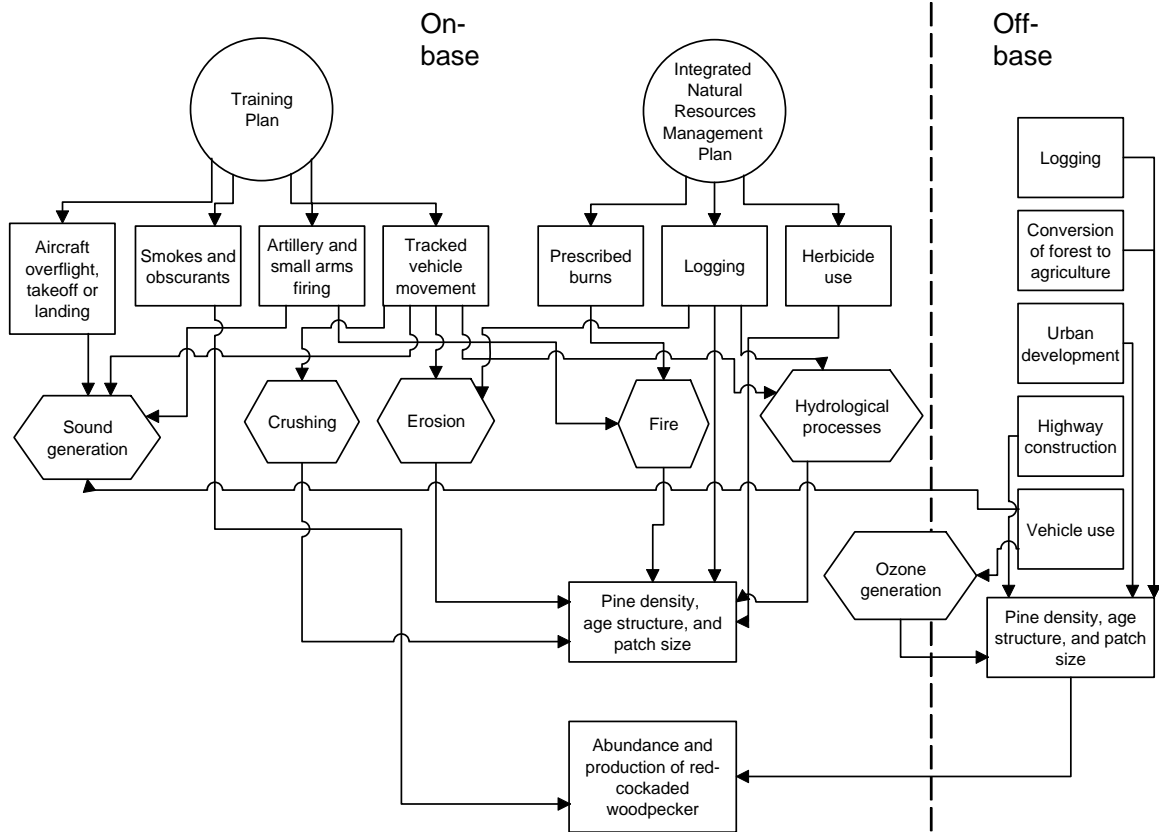 On-
base
Off-
base
Training
Plan
Integrated
Natural
Resources
Management
Plan
Logging
Aircraft
overflight,
takeoff or
landing
Smokes and
obscurants
Artillery and
small arms
firing
Tracked
vehicle
movement
Prescribed
burns
Logging
Herbicide
use
Conversion
of forest to
agriculture
Urban
development
Sound
generation
Crushing
Erosion
Fire
Hydrological
processes
Highway
construction
Vehicle use
Ozone
generation
Pine density,
age structure, and
patch size
Pine density, age
structure, and patch
size
Abundance and
production of red-
cockaded
woodpecker